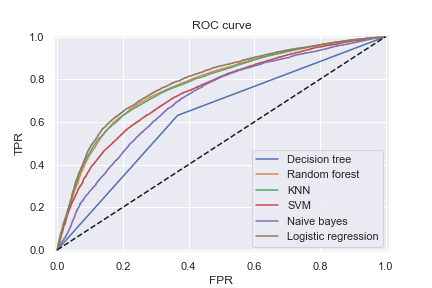 ROC curve
1.0
0.8
0.6
0.4
0.2
0.0
TPR
Decision tree
Random forest
KNN
SVM
Naive bayes
Logistic regression
0.0 0.2 0.4 0.6 0.8 1.0
FPR